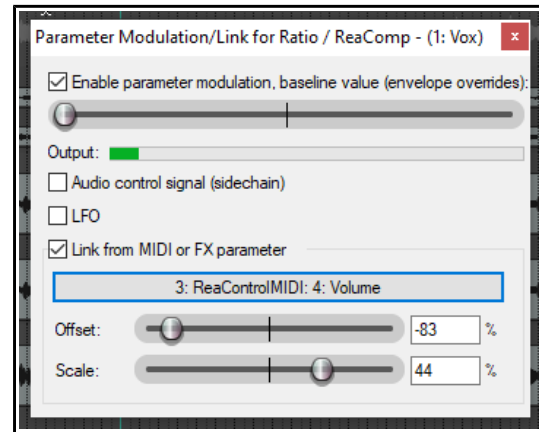 Parameter Modulation/Link for Ratio / ReaComp - (1: Vox) x
Enable parameter modulation, baseline value (envelope overrides):
Output:
Audio control signal (sidechain)
LFO
Link from MIDI or FX parameter
3: ReaControlMIDI: 4: Volume
Offset: -83 %
Scale: 44 %